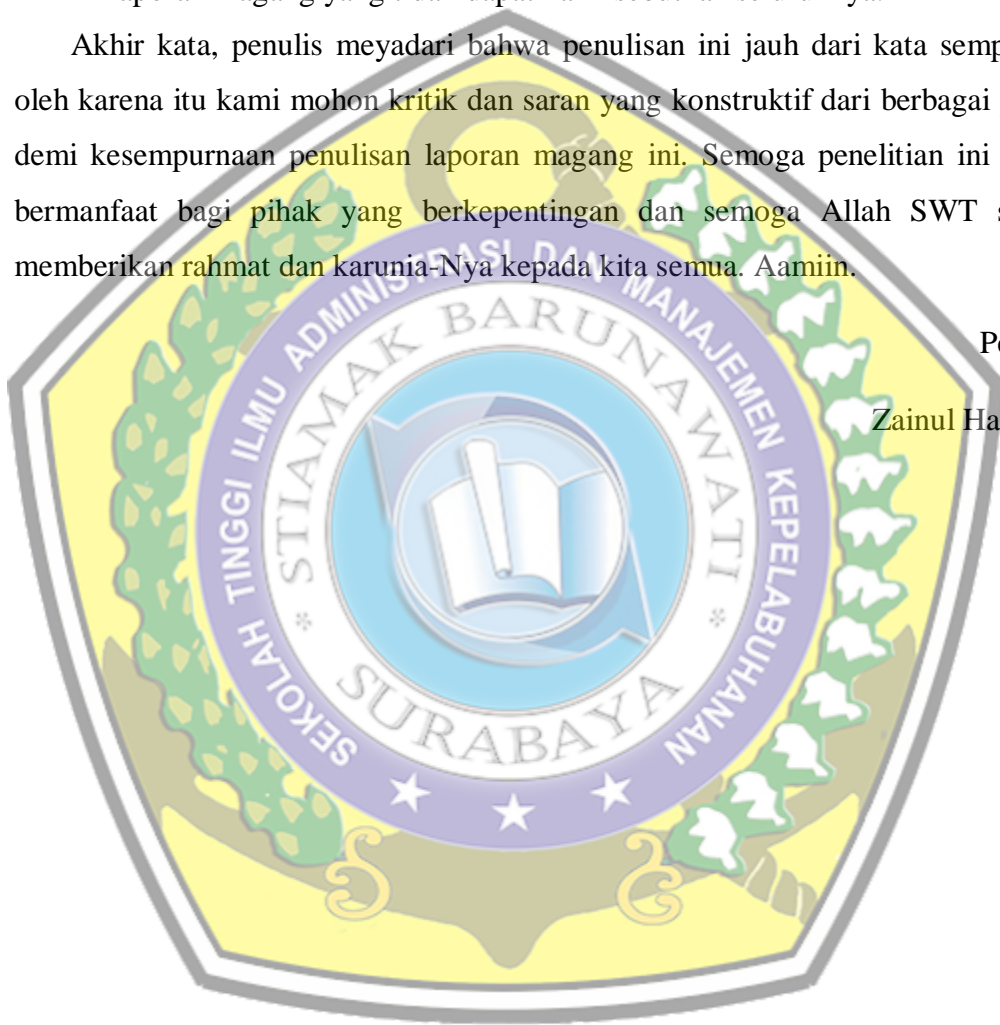 Akhir kata, penulis meyadari bahwa penulisan ini jauh dari kata semp
oleh karena itu kami mohon kritik dan saran yang konstruktif dari berbagai
demi kesempurnaan penulisan laporan magang ini. Semoga penelitian ini
bermanfaat bagi pihak yang berkepentingan dan semoga Allah SWT s
memberikan rahmat dan karunia-Nya kepada kita semua. Aamiin.
Pe
Zainul Ha
SEKOLAH TINGGI ILMU ADMINISTRASI DAN MANAJEMEN KEPELABUHANAN
STIAMAK BARUNAWATI
* SURABAYA *